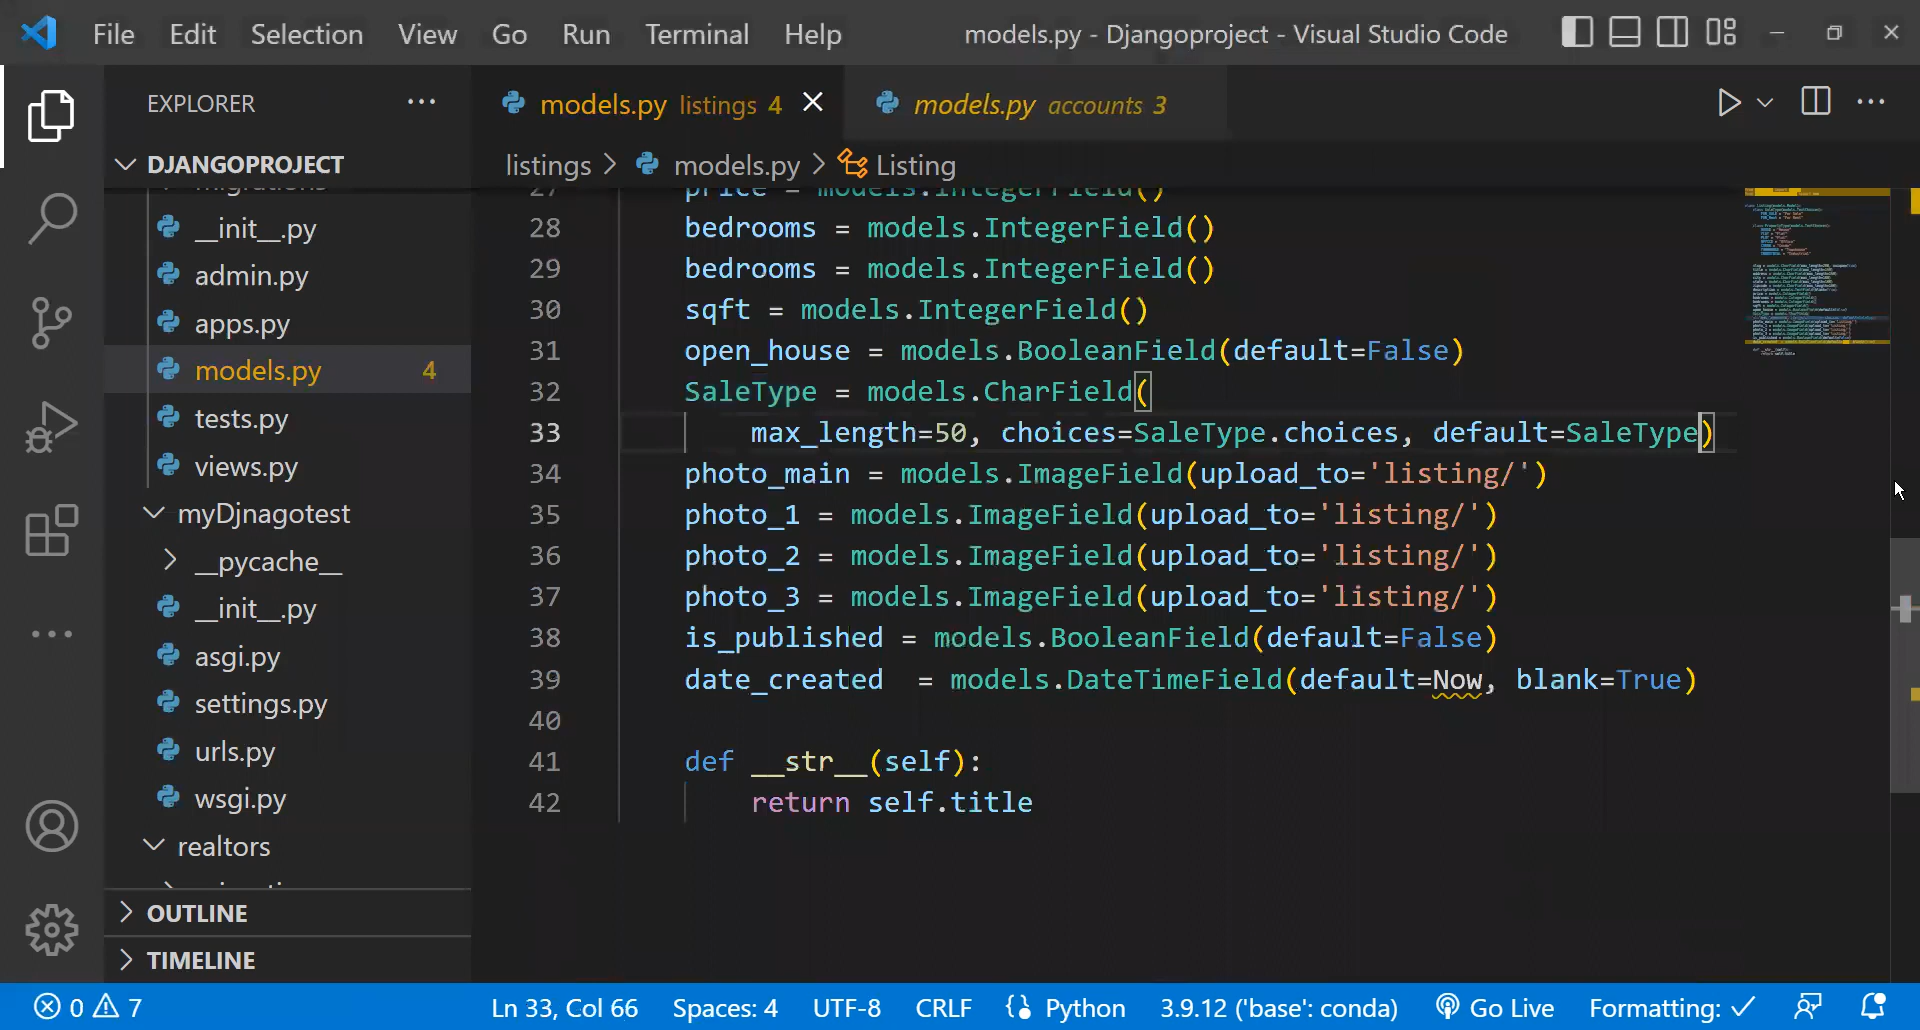 File Edit Selection View Go Run Terminal Help models.py - Djangoproject - Visual Studio Code
EXPLORER
models.py listings 4
models.py accounts 3
DJANGOPROJECT
listings > models.py > Listing
migrations
__init__.py
admin.py
apps.py
models.py 4
tests.py
views.py
myDjnagotest
__pycache__
__init__.py
asgi.py
settings.py
urls.py
wsgi.py
realtors
OUTLINE
TIMELINE
27 price = models.IntegerField()
28 bedrooms = models.IntegerField()
29 bedrooms = models.IntegerField()
30 sqft = models.IntegerField()
31 open_house = models.BooleanField(default=False)
32 SaleType = models.CharField(
33 max_length=50, choices=SaleType.choices, default=SaleType)
34 photo_main = models.ImageField(upload_to='listing/')
35 photo_1 = models.ImageField(upload_to='listing/')
36 photo_2 = models.ImageField(upload_to='listing/')
37 photo_3 = models.ImageField(upload_to='listing/')
38 is_published = models.BooleanField(default=False)
39 date_created  = models.DateTimeField(default=Now, blank=True)
40
41 def __str__(self):
42 return self.title
0 7 Ln 33, Col 66 Spaces: 4 UTF-8 CRLF Python 3.9.12 ('base': conda) Go Live Formatting: ✓